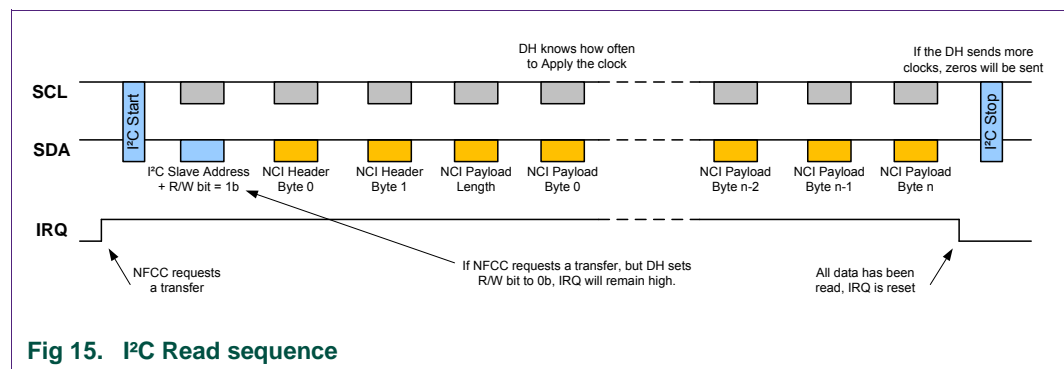 DH knows how often
to Apply the clock
If the DH sends more
clocks, zeros will be sent
SCL
I²C Start
I²C Stop
SDA
I²C Slave Address
+ R/W bit = 1b
NCI Header
Byte 0
NCI Header
Byte 1
NCI Payload
Length
NCI Payload
Byte 0
NCI Payload
Byte n-2
NCI Payload
Byte n-1
NCI Payload
Byte n
IRQ
NFCC requests
a transfer
If NFCC requests a transfer, but DH sets
R/W bit to 0b, IRQ will remain high.
All data has been
read, IRQ is reset
Fig 15. I²C Read sequence